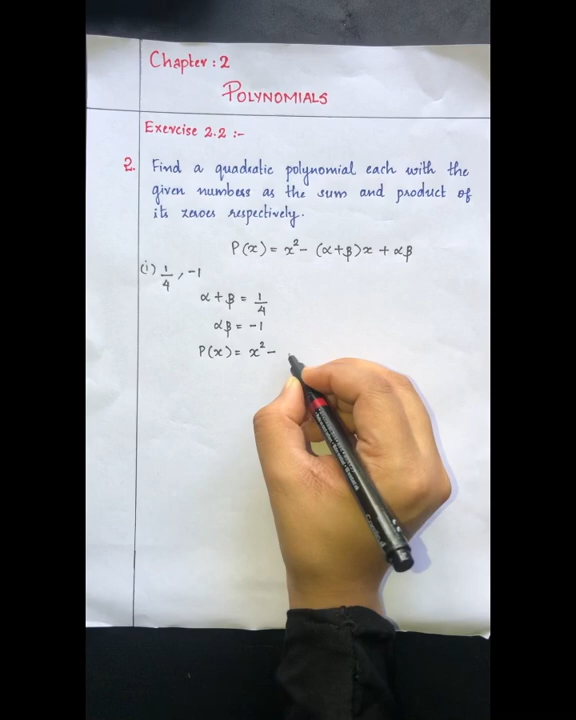 Chapter : 2
POLYNOMIALS
Exercise 2.2 :-
2. Find a quadratic polynomial each with the
given numbers as the sum and product of
its zeroes respectively.
P(x) = x² - (α+β)x + αβ
(i) 1/4 , -1
α + β = 1/4
αβ = -1
P(x) = x² -